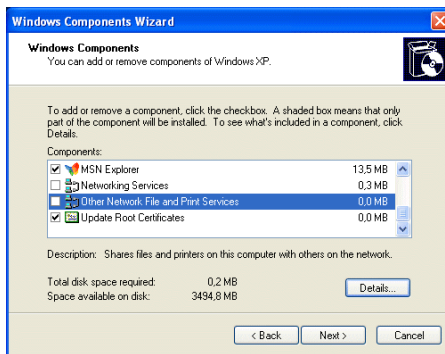 Windows Components Wizard
Windows Components
You can add or remove components of Windows XP.
To add or remove a component, click the checkbox. A shaded box means that only
part of the component will be installed. To see what's included in a component, click
Details.
Components:
MSN Explorer 13,5 MB
Networking Services 0,3 MB
Other Network File and Print Services 0,0 MB
Update Root Certificates 0,0 MB
Description: Shares files and printers on this computer with others on the network.
Total disk space required: 0,2 MB
Space available on disk: 3494,8 MB
Details...
< Back Next > Cancel